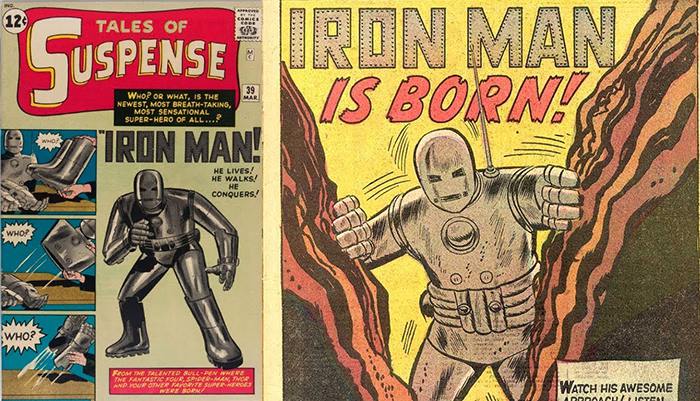 IND.
12¢
TALES OF
SUSPENSE
APPROVED
BY THE
COMICS
CODE
AUTHORITY
39
MAR.
WHO? OR WHAT, IS THE
NEWEST, MOST BREATH-TAKING,
MOST SENSATIONAL
SUPER-HERO OF ALL...?
"IRON MAN!"
HE LIVES!
HE WALKS!
HE
CONQUERS!
WHO?
WHO?
WHO?
FROM THE TALENTED BULL-PEN WHERE
THE FANTASTIC FOUR, SPIDER-MAN, THOR
AND YOUR OTHER FAVORITE SUPER-HEROES
WERE BORN!
IRON MAN
IS BORN!
WATCH HIS AWESOME
APPROACH! LISTEN